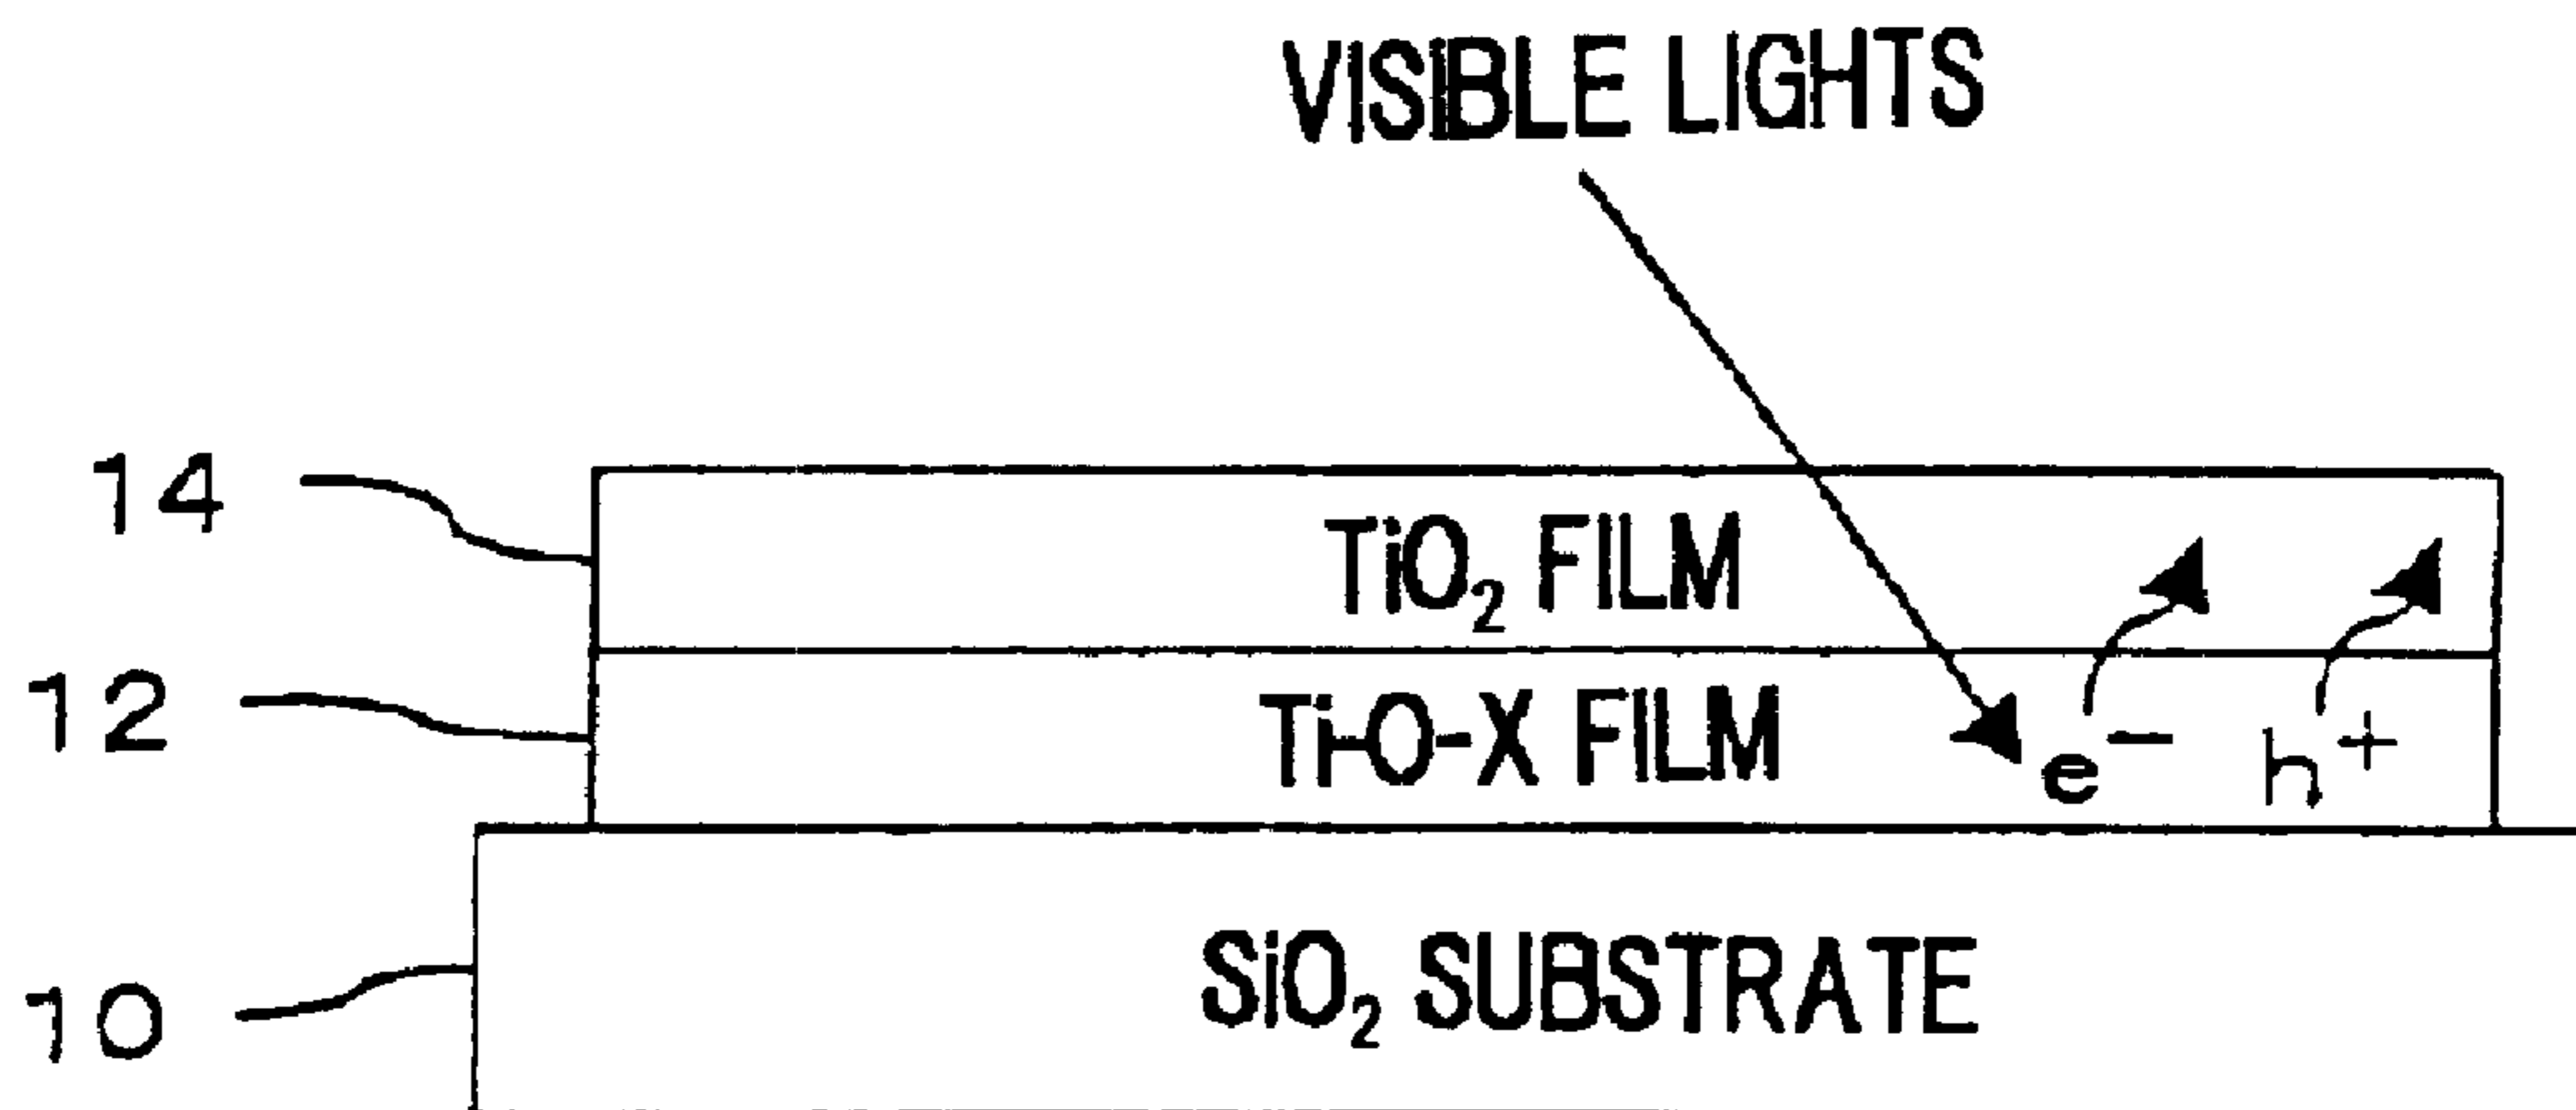 VISIBLE LIGHTS
14
TiO₂ FILM
12
Ti-O-X FILM
e⁻ h⁺
10
SiO₂ SUBSTRATE